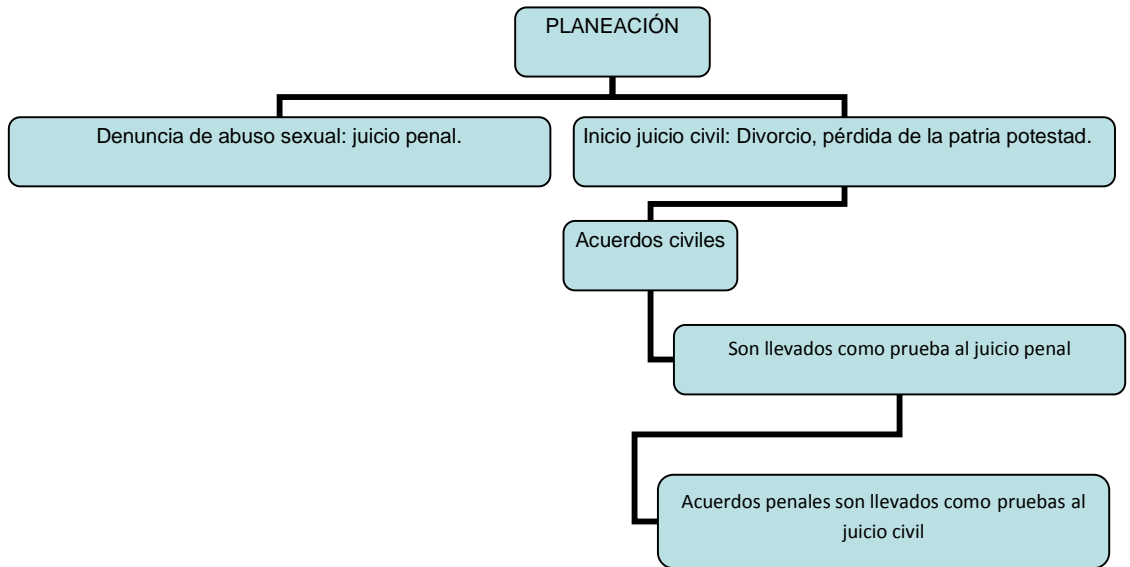 PLANEACIÓN
Denuncia de abuso sexual: juicio penal.
Inicio juicio civil: Divorcio, pérdida de la patria potestad.
Acuerdos civiles
Son llevados como prueba al juicio penal
Acuerdos penales son llevados como pruebas al
juicio civil